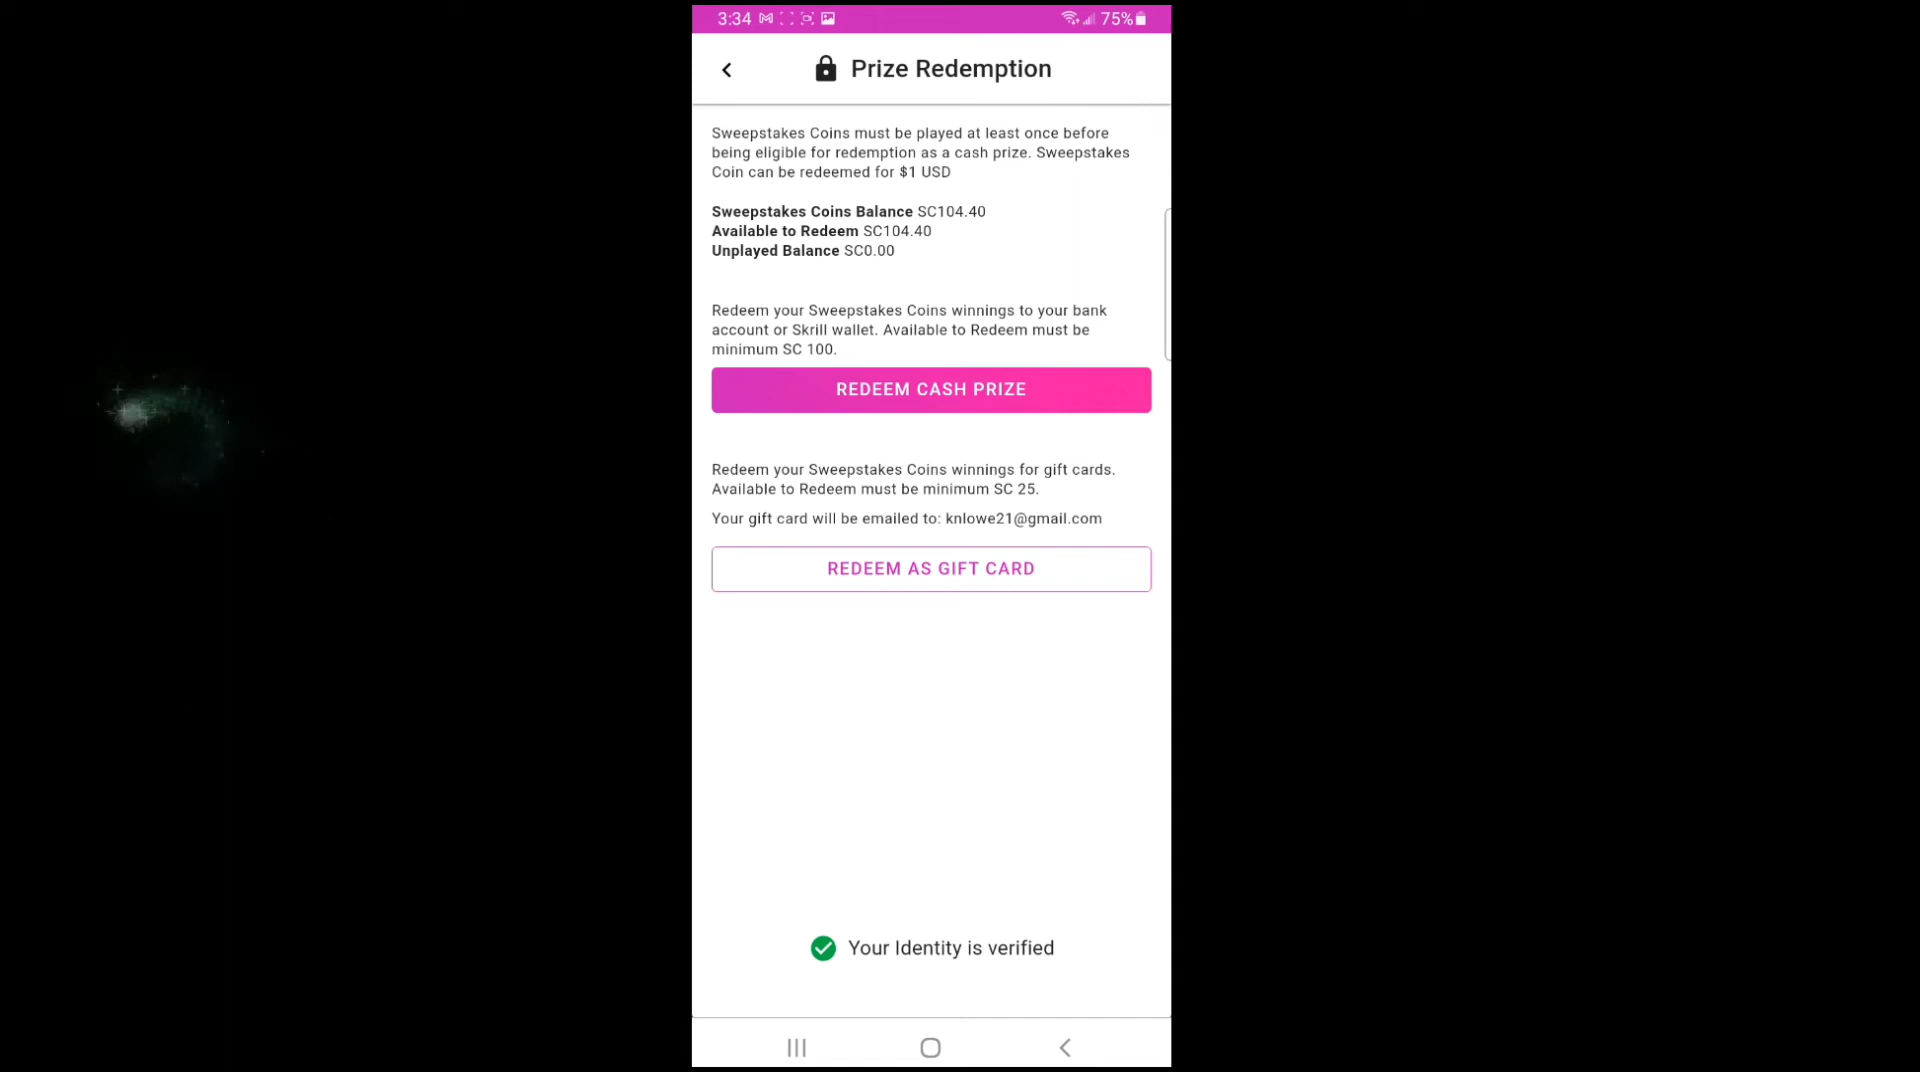 3:34 75%
Prize Redemption
Sweepstakes Coins must be played at least once before
being eligible for redemption as a cash prize. Sweepstakes
Coin can be redeemed for $1 USD
Sweepstakes Coins Balance SC104.40
Available to Redeem SC104.40
Unplayed Balance SC0.00
Redeem your Sweepstakes Coins winnings to your bank
account or Skrill wallet. Available to Redeem must be
minimum SC 100.
REDEEM CASH PRIZE
Redeem your Sweepstakes Coins winnings for gift cards.
Available to Redeem must be minimum SC 25.
Your gift card will be emailed to: knlowe21@gmail.com
REDEEM AS GIFT CARD
Your Identity is verified